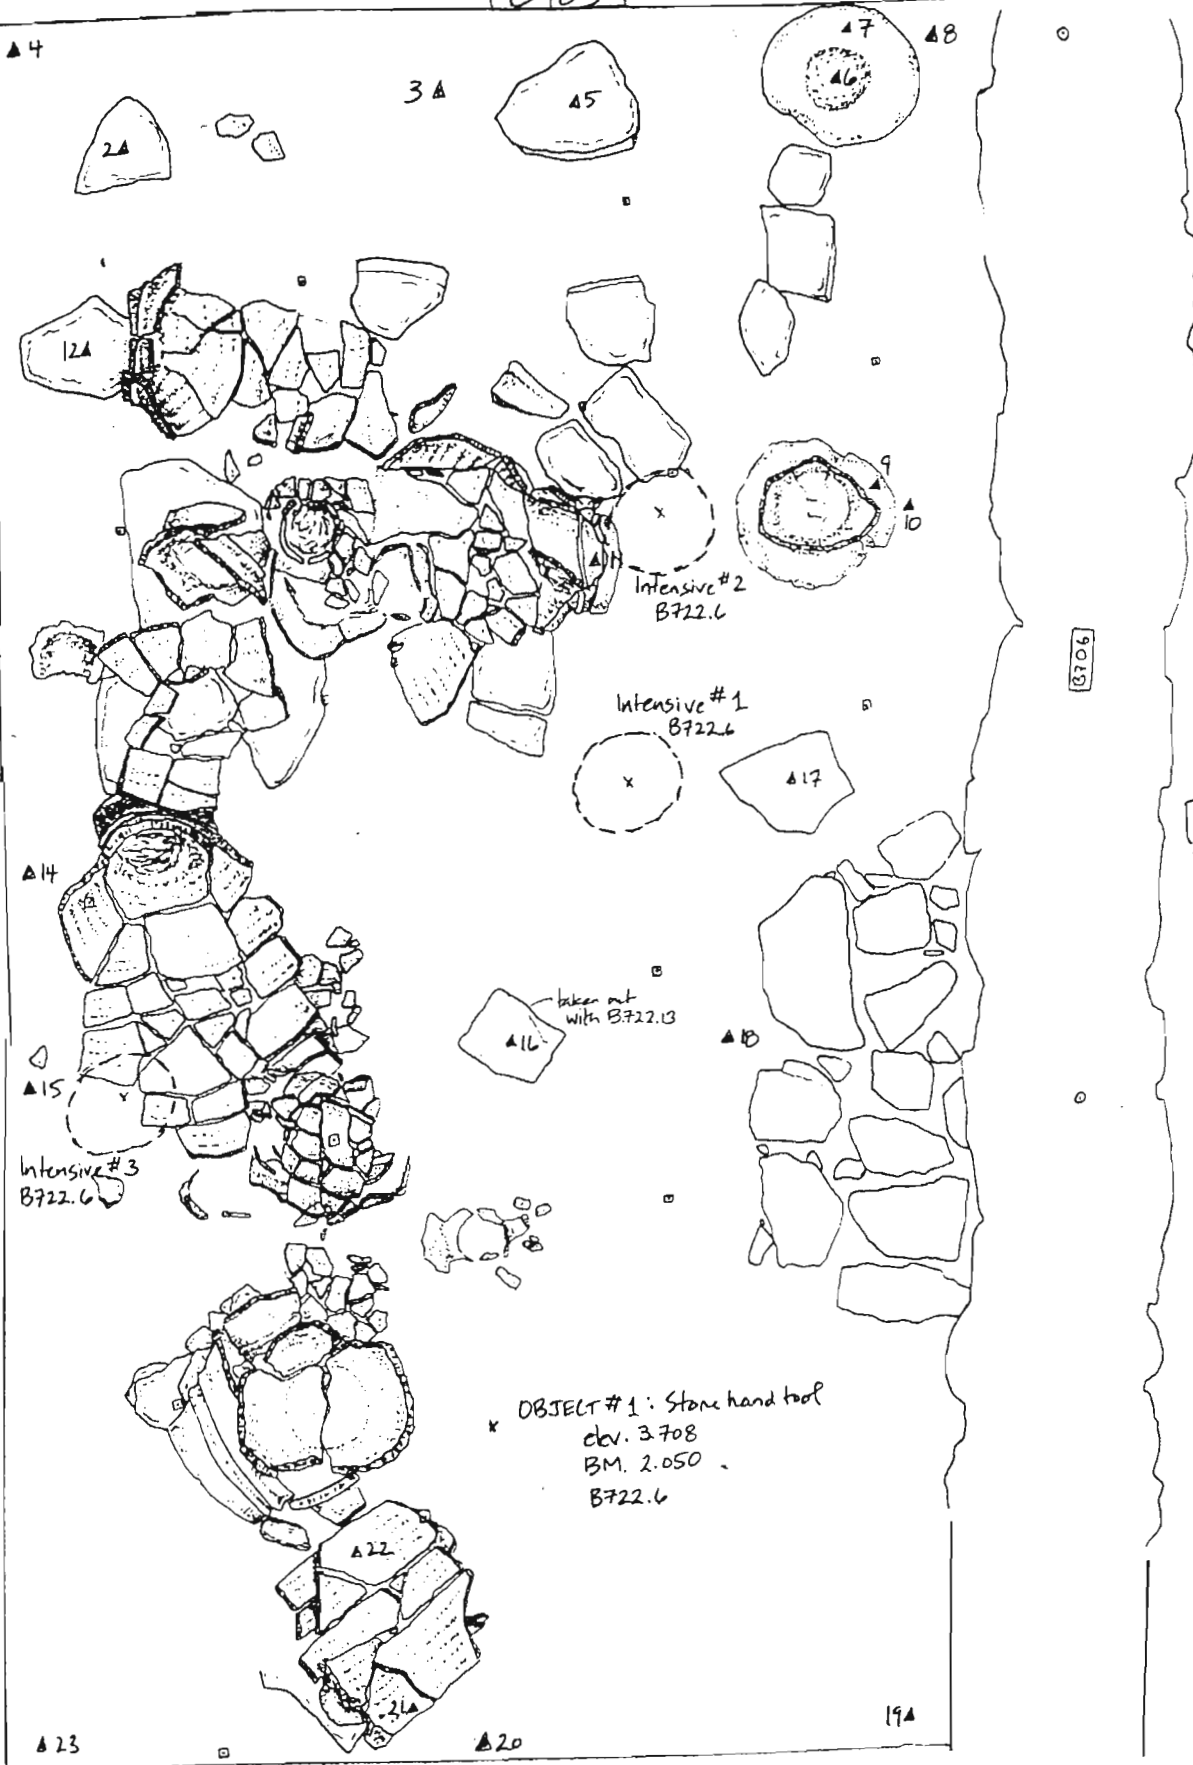 4
7
8
3
6
5
2
12
9
10
11
Intensive #2
B722.6
B706
Intensive #1
B722.6
17
14
taken out
with B.722.13
16
18
15
Intensive #3
B722.6
OBJECT #1: Stone hand tool
elev. 3.708
BM. 2.050
B722.6
22
21
19
23
20